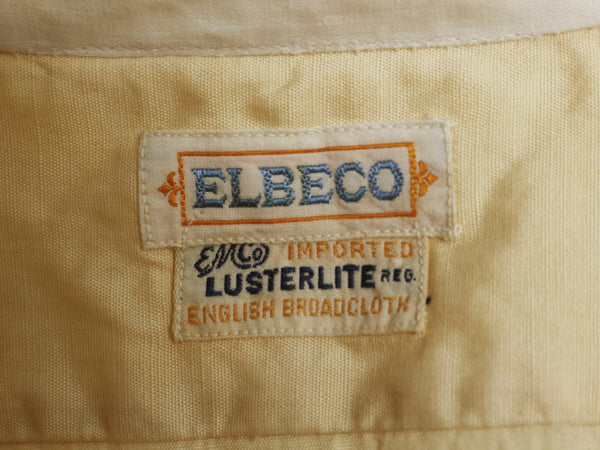 ELBECO
EMCo IMPORTED
LUSTERLITE REG.
ENGLISH BROADCLOTH